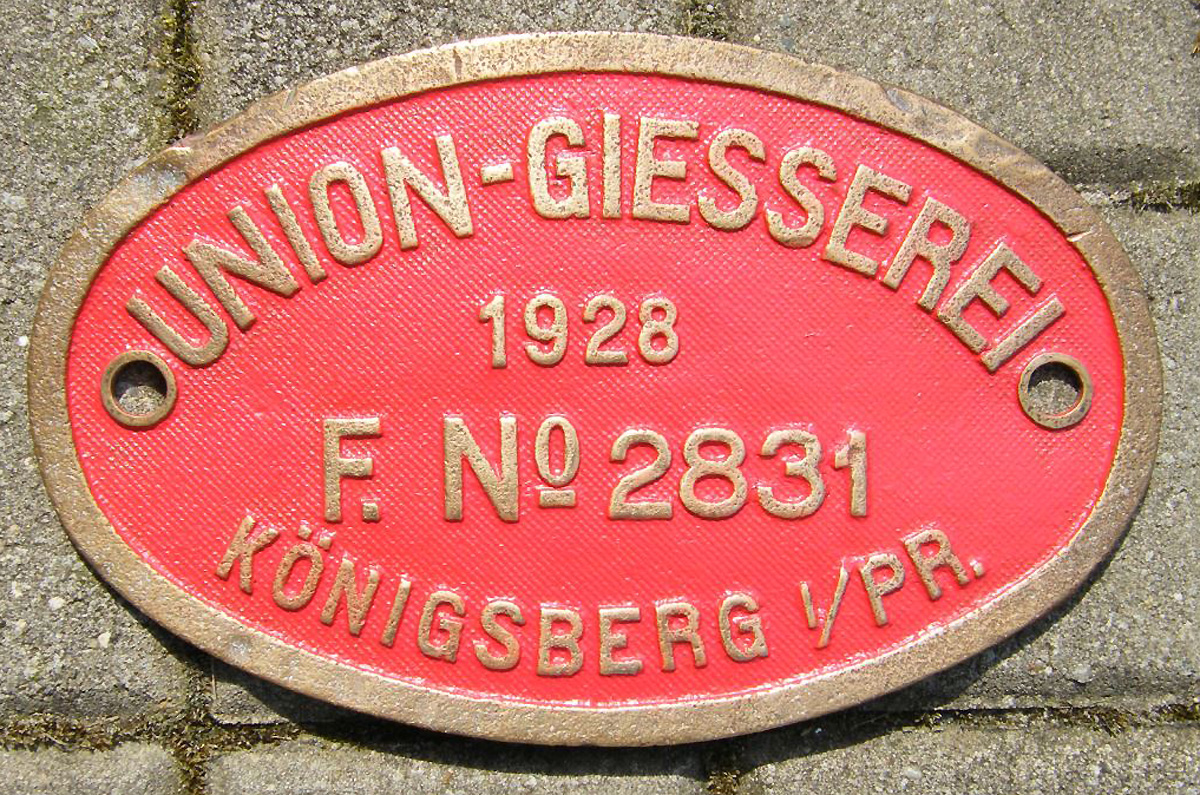 UNION-GIESSEREI
1928
F. Nº 2831
KÖNIGSBERG I/PR.